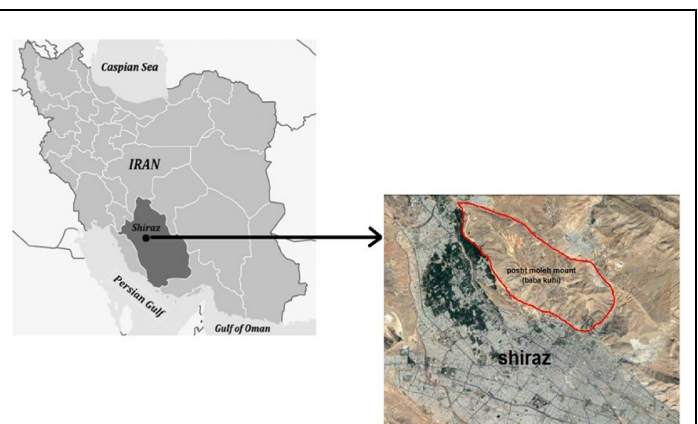 Caspian Sea
IRAN
Shiraz
Persian Gulf
Gulf of Oman
posht moleh mount
(baba kuhi)
shiraz